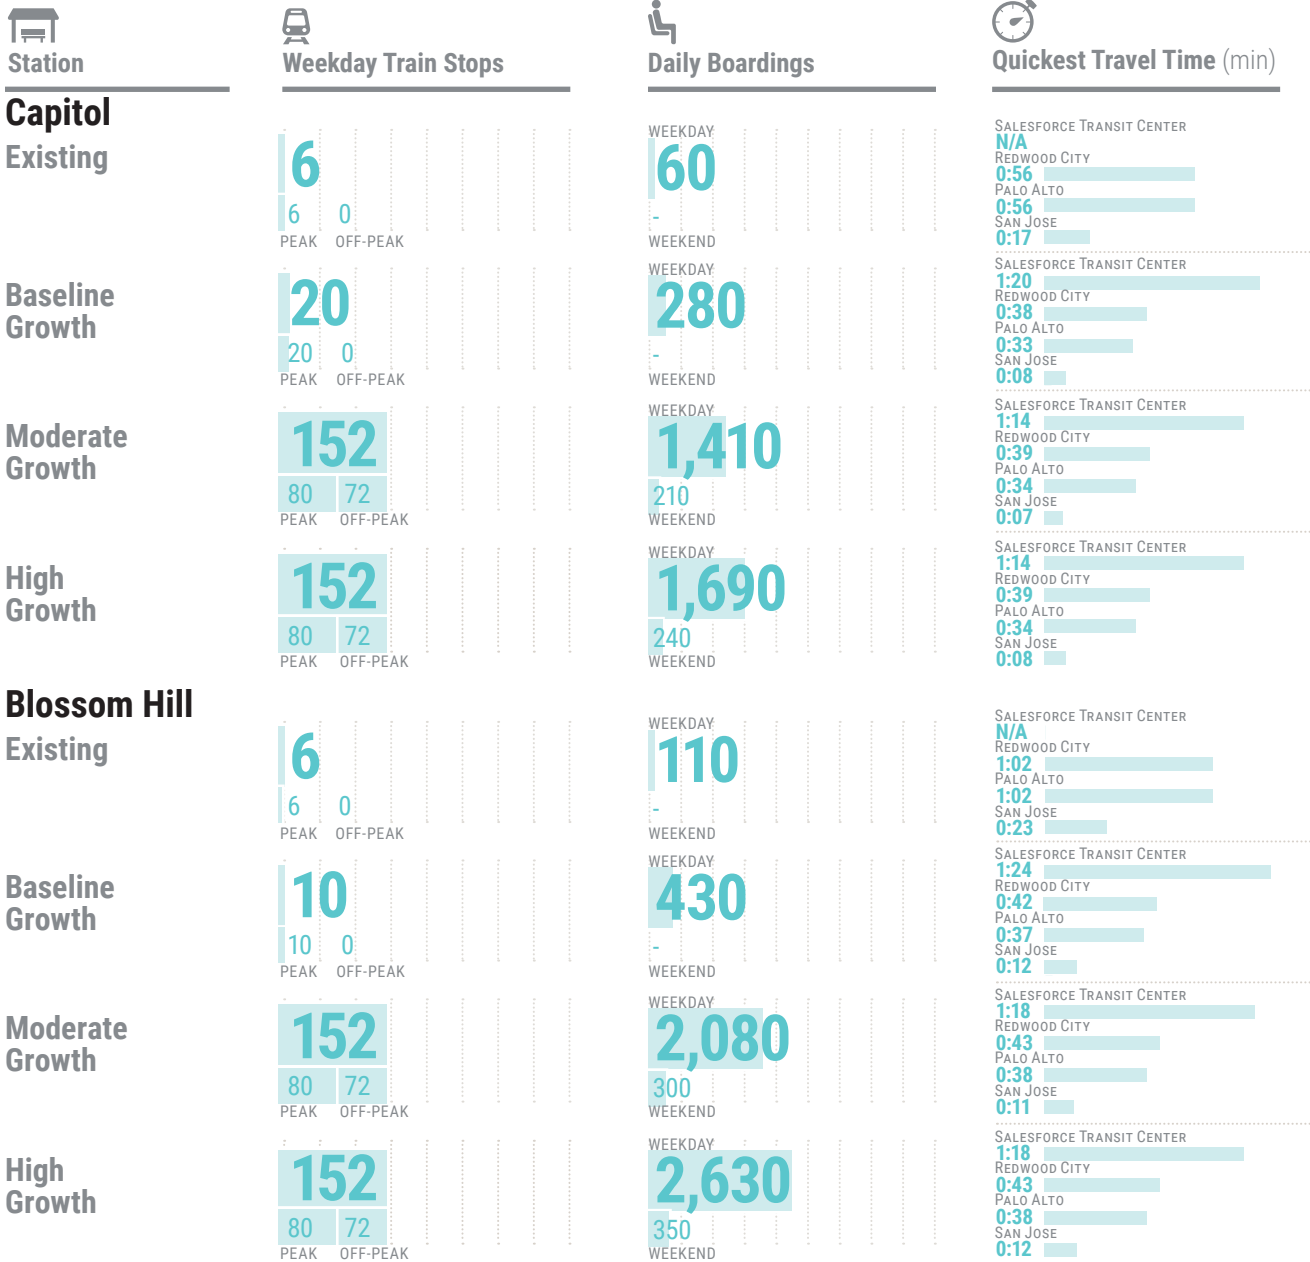 Station
Weekday Train Stops
Daily Boardings
Quickest Travel Time (min)
Capitol
Existing
6
6 0
PEAK OFF-PEAK
WEEKDAY
60
-
WEEKEND
Salesforce Transit Center
N/A
Redwood City
0:56
Palo Alto
0:56
San Jose
0:17
Baseline
Growth
20
20 0
PEAK OFF-PEAK
WEEKDAY
280
-
WEEKEND
Salesforce Transit Center
1:20
Redwood City
0:38
Palo Alto
0:33
San Jose
0:08
Moderate
Growth
152
80 72
PEAK OFF-PEAK
WEEKDAY
1,410
210
WEEKEND
Salesforce Transit Center
1:14
Redwood City
0:39
Palo Alto
0:34
San Jose
0:07
High
Growth
152
80 72
PEAK OFF-PEAK
WEEKDAY
1,690
240
WEEKEND
Salesforce Transit Center
1:14
Redwood City
0:39
Palo Alto
0:34
San Jose
0:08
Blossom Hill
Existing
6
6 0
PEAK OFF-PEAK
WEEKDAY
110
-
WEEKEND
Salesforce Transit Center
N/A
Redwood City
1:02
Palo Alto
1:02
San Jose
0:23
Baseline
Growth
10
10 0
PEAK OFF-PEAK
WEEKDAY
430
-
WEEKEND
Salesforce Transit Center
1:24
Redwood City
0:42
Palo Alto
0:37
San Jose
0:12
Moderate
Growth
152
80 72
PEAK OFF-PEAK
WEEKDAY
2,080
300
WEEKEND
Salesforce Transit Center
1:18
Redwood City
0:43
Palo Alto
0:38
San Jose
0:11
High
Growth
152
80 72
PEAK OFF-PEAK
WEEKDAY
2,630
350
WEEKEND
Salesforce Transit Center
1:18
Redwood City
0:43
Palo Alto
0:38
San Jose
0:12